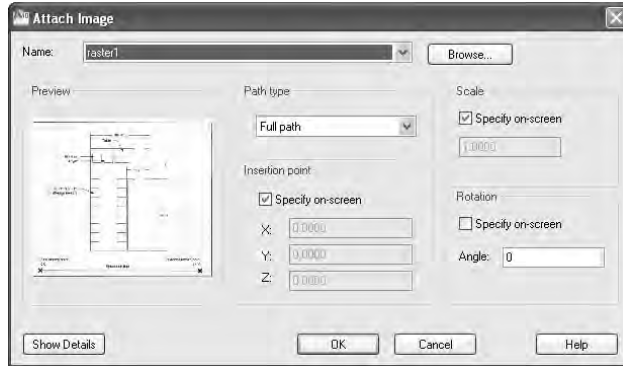 Attach Image
Name: raster1 Browse...
Preview
Path type
Full path
Insertion point
Specify on-screen
X: 0.0000
Y: 0.0000
Z: 0.0000
Scale
Specify on-screen
1.0000
Rotation
Specify on-screen
Angle: 0
Show Details OK Cancel Help